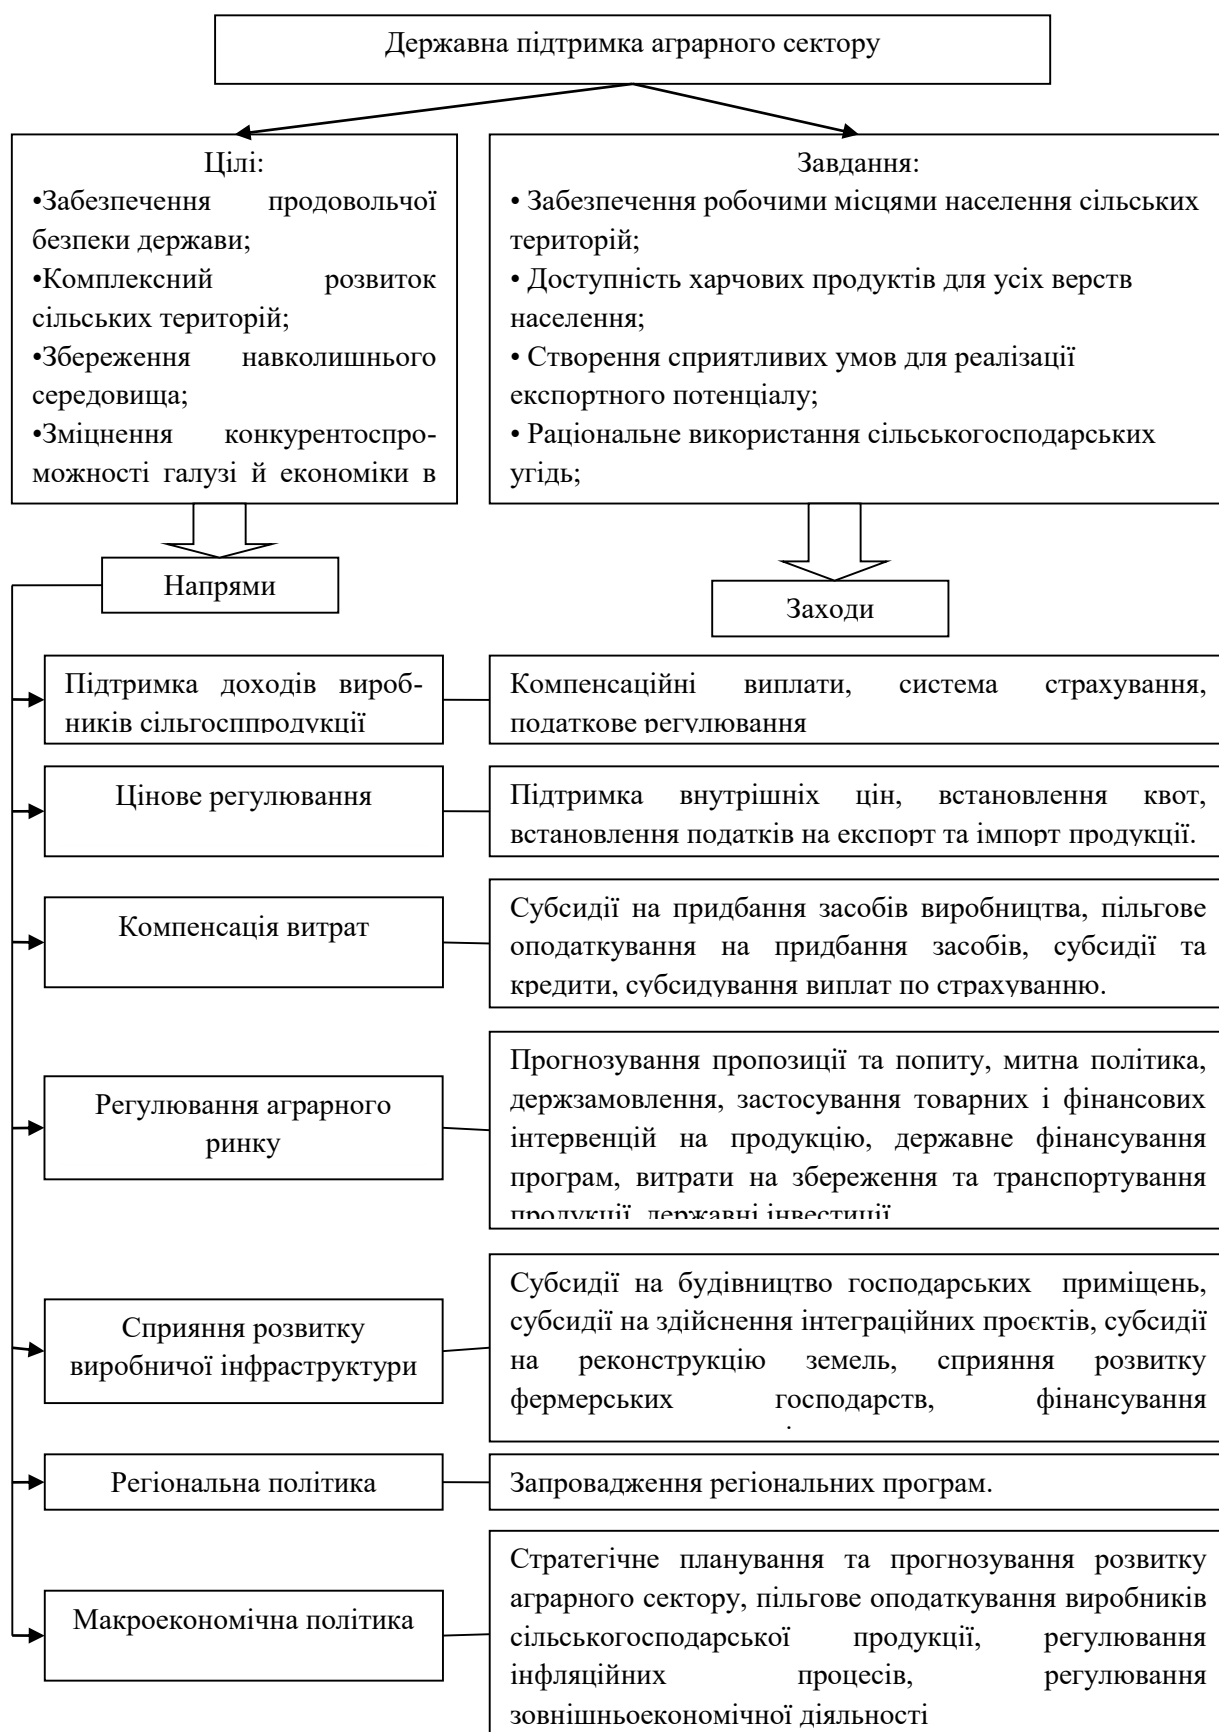 Державна підтримка аграрного сектору
Цілі:
•Забезпечення продовольчої
безпеки держави;
•Комплексний розвиток
сільських територій;
•Збереження навколишнього
середовища;
•Зміцнення конкурентоспро-
можності галузі й економіки в
Завдання:
• Забезпечення робочими місцями населення сільських
територій;
• Доступність харчових продуктів для усіх верств
населення;
• Створення сприятливих умов для реалізації
експортного потенціалу;
• Раціональне використання сільськогосподарських
угідь;
Напрями
Заходи
Підтримка доходів вироб-
ників сільгосппродукції
Компенсаційні виплати, система страхування,
податкове регулювання
Цінове регулювання
Підтримка внутрішніх цін, встановлення квот,
встановлення податків на експорт та імпорт продукції.
Компенсація витрат
Субсидії на придбання засобів виробництва, пільгове
оподаткування на придбання засобів, субсидії та
кредити, субсидування виплат по страхуванню.
Регулювання аграрного
ринку
Прогнозування пропозиції та попиту, митна політика,
держзамовлення, застосування товарних і фінансових
інтервенцій на продукцію, державне фінансування
програм, витрати на збереження та транспортування
продукції, державні інвестиції
Сприяння розвитку
виробничої інфраструктури
Субсидії на будівництво господарських приміщень,
субсидії на здійснення інтеграційних проєктів, субсидії
на реконструкцію земель, сприяння розвитку
фермерських господарств, фінансування
Регіональна політика
Запровадження регіональних програм.
Макроекономічна політика
Стратегічне планування та прогнозування розвитку
аграрного сектору, пільгове оподаткування виробників
сільськогосподарської продукції, регулювання
інфляційних процесів, регулювання
зовнішньоекономічної діяльності